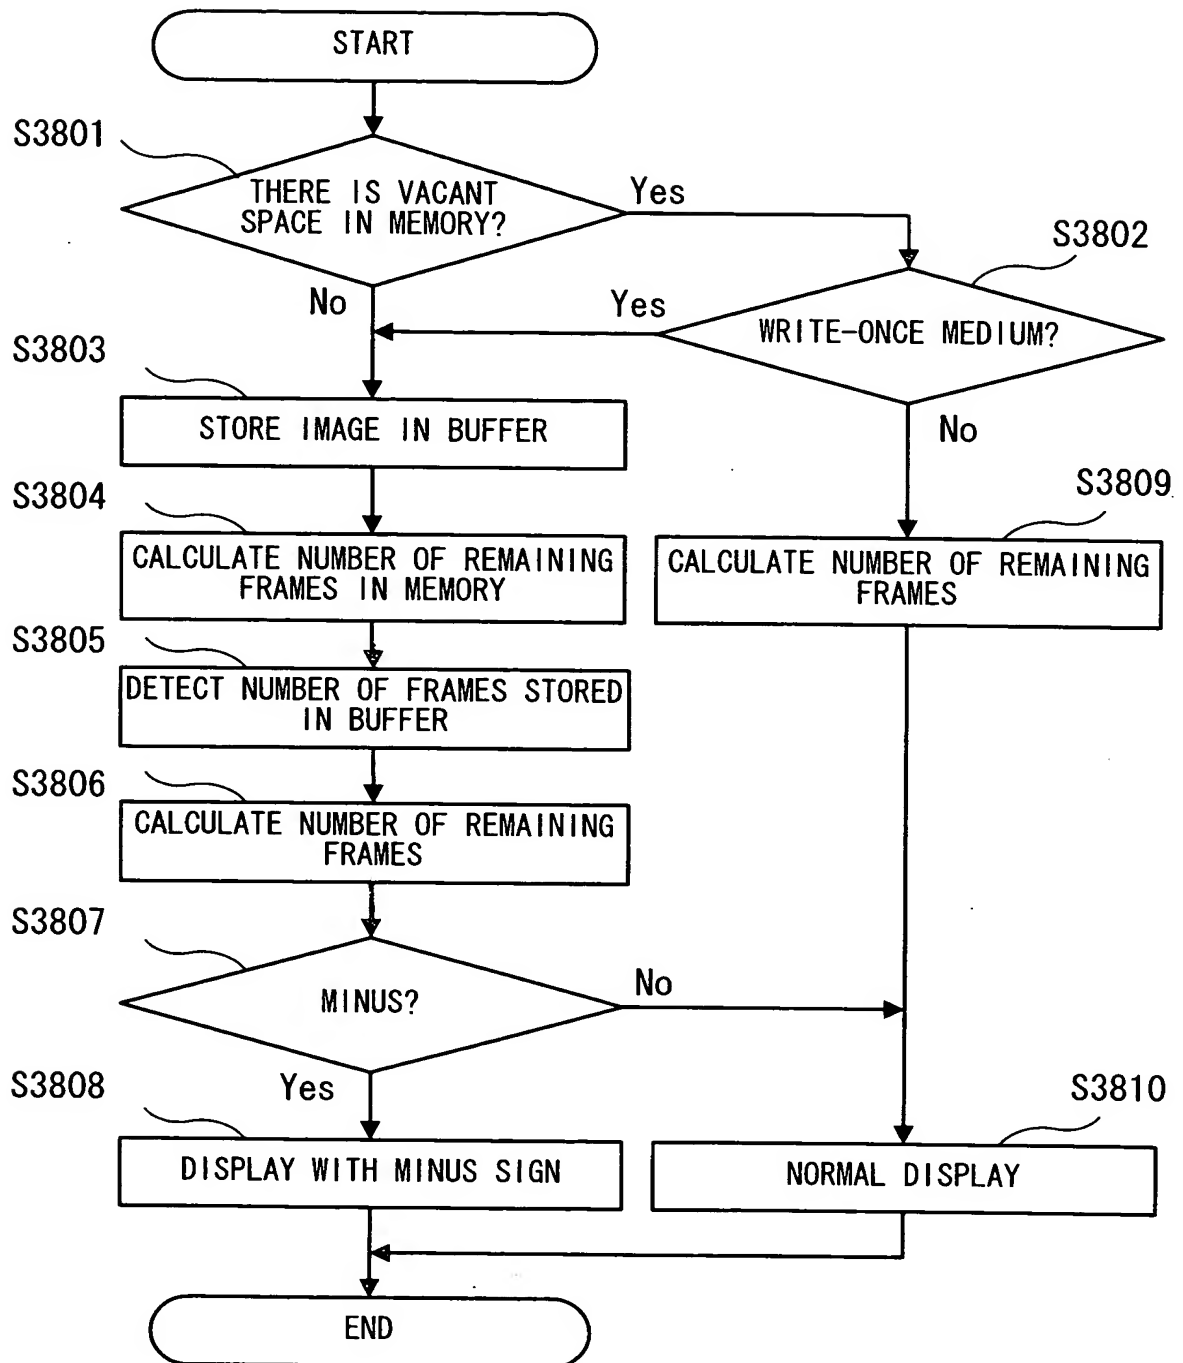 START
S3801
THERE IS VACANT
SPACE IN MEMORY?
Yes
S3802
No
Yes
WRITE-ONCE MEDIUM?
S3803
STORE IMAGE IN BUFFER
No
S3804
S3809
CALCULATE NUMBER OF REMAINING
FRAMES IN MEMORY
CALCULATE NUMBER OF REMAINING
FRAMES
S3805
DETECT NUMBER OF FRAMES STORED
IN BUFFER
S3806
CALCULATE NUMBER OF REMAINING
FRAMES
S3807
MINUS?
No
S3808
Yes
S3810
DISPLAY WITH MINUS SIGN
NORMAL DISPLAY
END